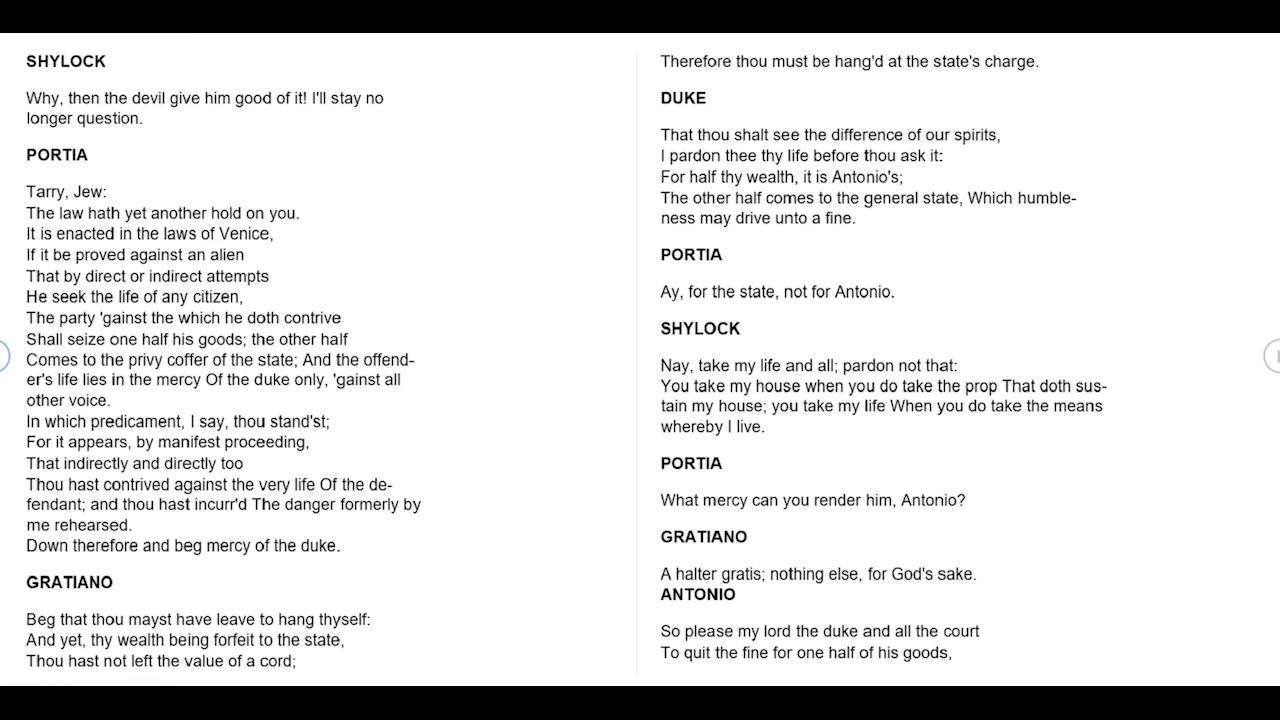 SHYLOCK
Why, then the devil give him good of it! I'll stay no
longer question.
PORTIA
Tarry, Jew:
The law hath yet another hold on you.
It is enacted in the laws of Venice,
If it be proved against an alien
That by direct or indirect attempts
He seek the life of any citizen,
The party 'gainst the which he doth contrive
Shall seize one half his goods; the other half
Comes to the privy coffer of the state; And the offend-
er's life lies in the mercy Of the duke only, 'gainst all
other voice.
In which predicament, I say, thou stand'st;
For it appears, by manifest proceeding,
That indirectly and directly too
Thou hast contrived against the very life Of the de-
fendant; and thou hast incurr'd The danger formerly by
me rehearsed.
Down therefore and beg mercy of the duke.
GRATIANO
Beg that thou mayst have leave to hang thyself:
And yet, thy wealth being forfeit to the state,
Thou hast not left the value of a cord;
Therefore thou must be hang'd at the state's charge.
DUKE
That thou shalt see the difference of our spirits,
I pardon thee thy life before thou ask it:
For half thy wealth, it is Antonio's;
The other half comes to the general state, Which humble-
ness may drive unto a fine.
PORTIA
Ay, for the state, not for Antonio.
SHYLOCK
Nay, take my life and all; pardon not that:
You take my house when you do take the prop That doth sus-
tain my house; you take my life When you do take the means
whereby I live.
PORTIA
What mercy can you render him, Antonio?
GRATIANO
A halter gratis; nothing else, for God's sake.
ANTONIO
So please my lord the duke and all the court
To quit the fine for one half of his goods,